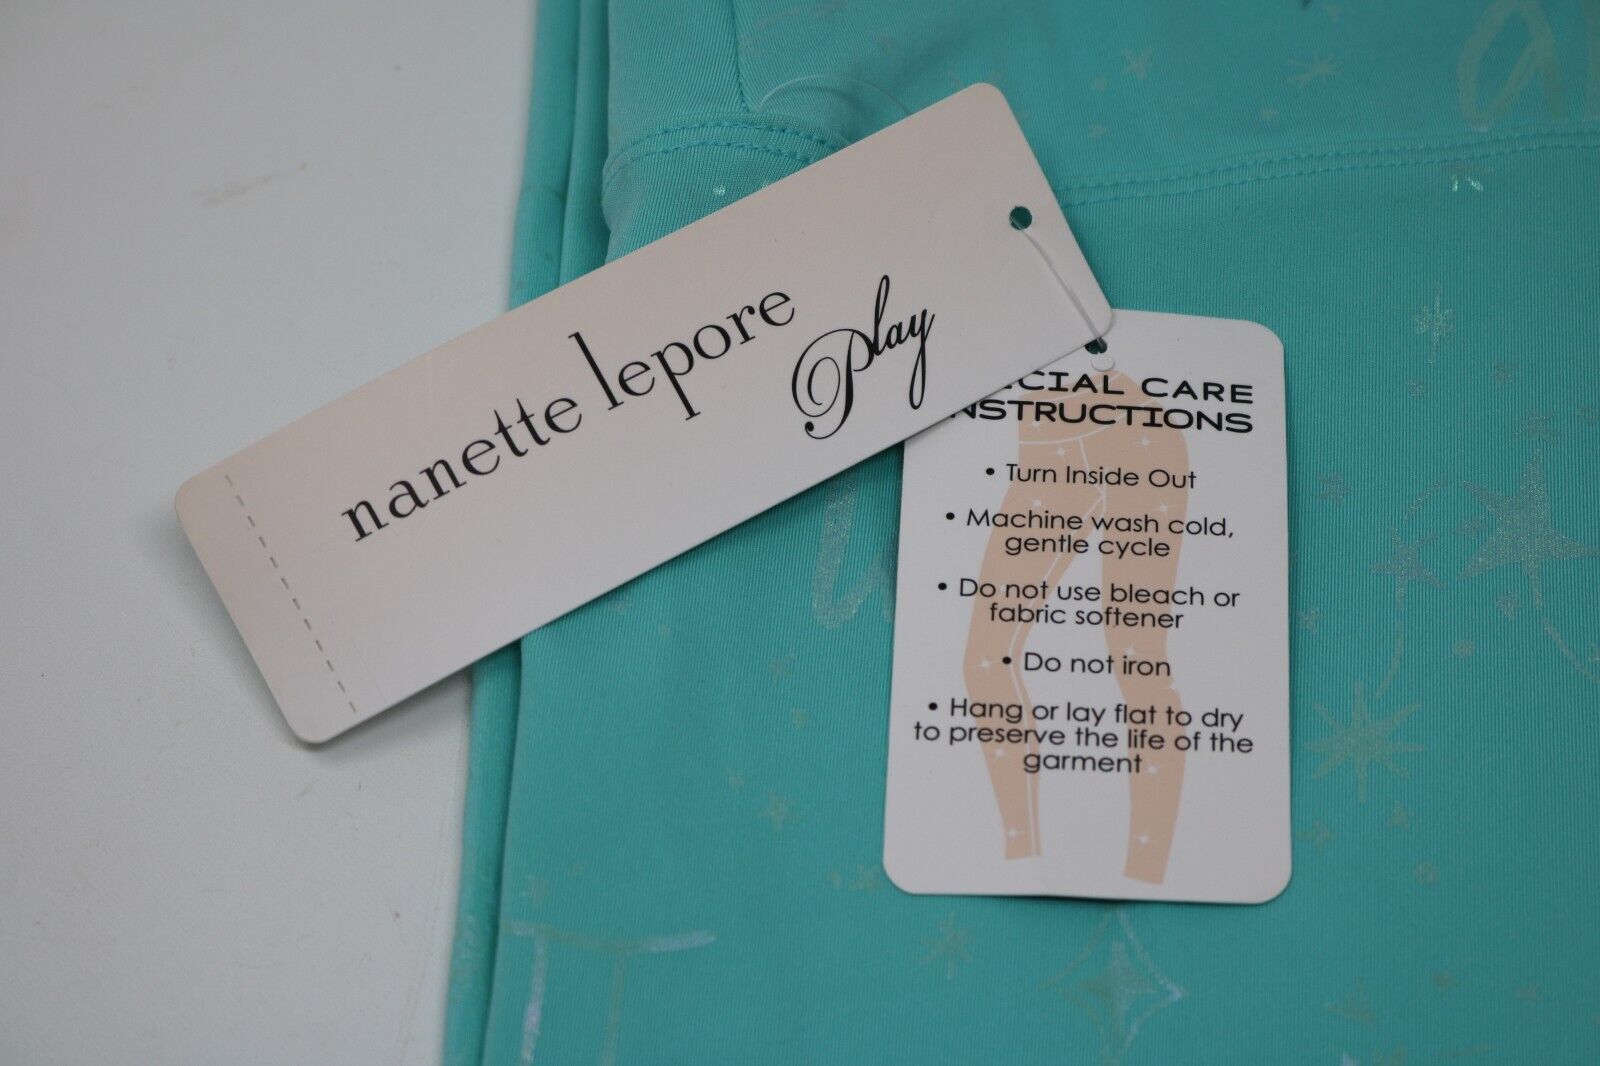 nanette lepore
Play
CIAL CARE
NSTRUCTIONS
• Turn Inside Out
• Machine wash cold,
gentle cycle
• Do not use bleach or
fabric softener
• Do not iron
• Hang or lay flat to dry
to preserve the life of the
garment